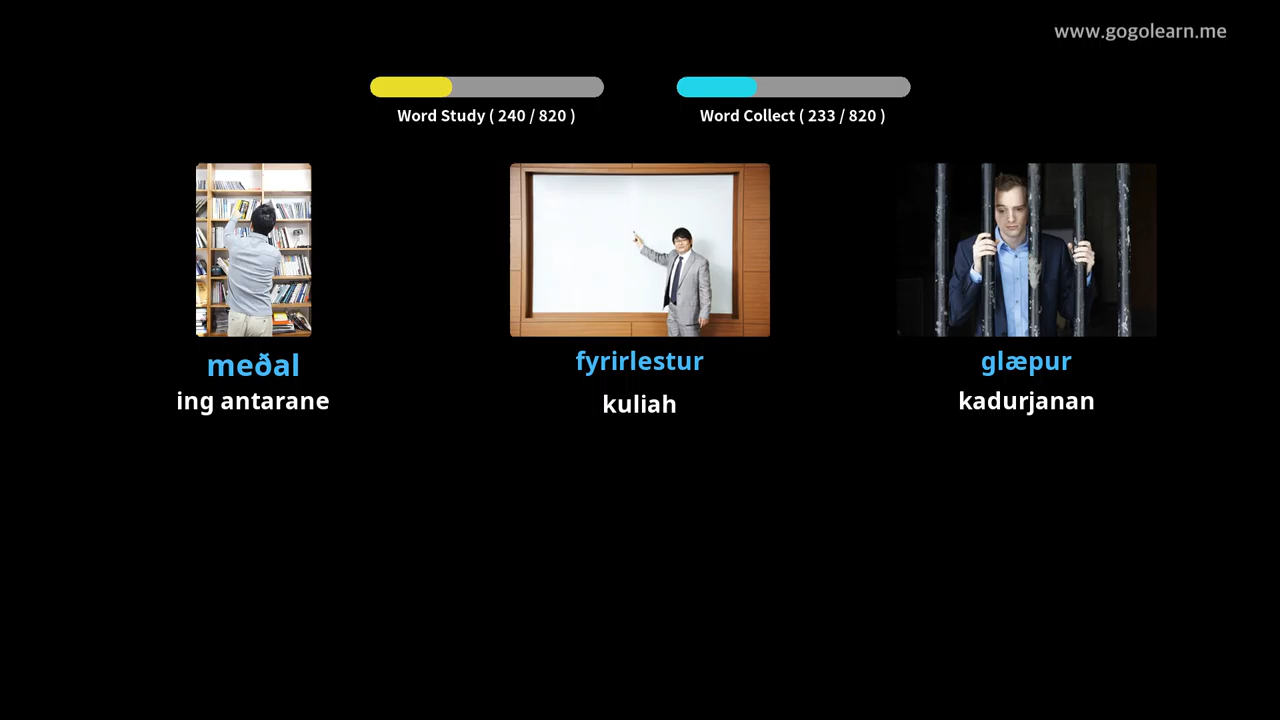 www.gogolearn.me
Word Study ( 240 / 820 )
Word Collect ( 233 / 820 )
meðal
ing antarane
fyrirlestur
kuliah
glæpur
kadurjanan